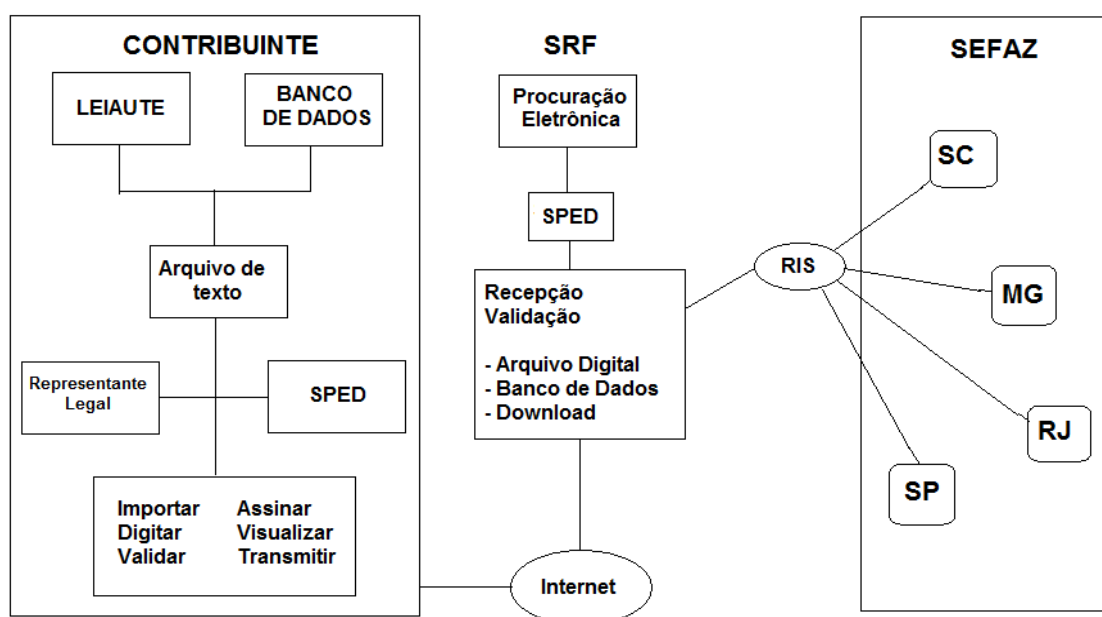 CONTRIBUINTE
LEIAUTE
BANCO
DE DADOS
Arquivo de
texto
Representante
Legal
SPED
Importar Assinar
Digitar Visualizar
Validar Transmitir
SRF
Procuração
Eletrônica
SPED
Recepção
Validação
- Arquivo Digital
- Banco de Dados
- Download
Internet
RIS
SEFAZ
SC
MG
RJ
SP